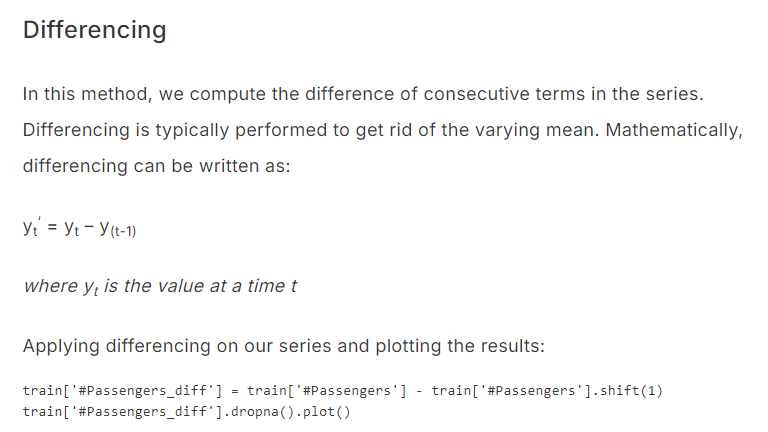 Differencing
In this method, we compute the difference of consecutive terms in the series.
Differencing is typically performed to get rid of the varying mean. Mathematically,
differencing can be written as:
yₜ‘ = yₜ – y₍ₜ₋₁₎
where yₜ is the value at a time t
Applying differencing on our series and plotting the results:
train['#Passengers_diff'] = train['#Passengers'] - train['#Passengers'].shift(1)
train['#Passengers_diff'].dropna().plot()